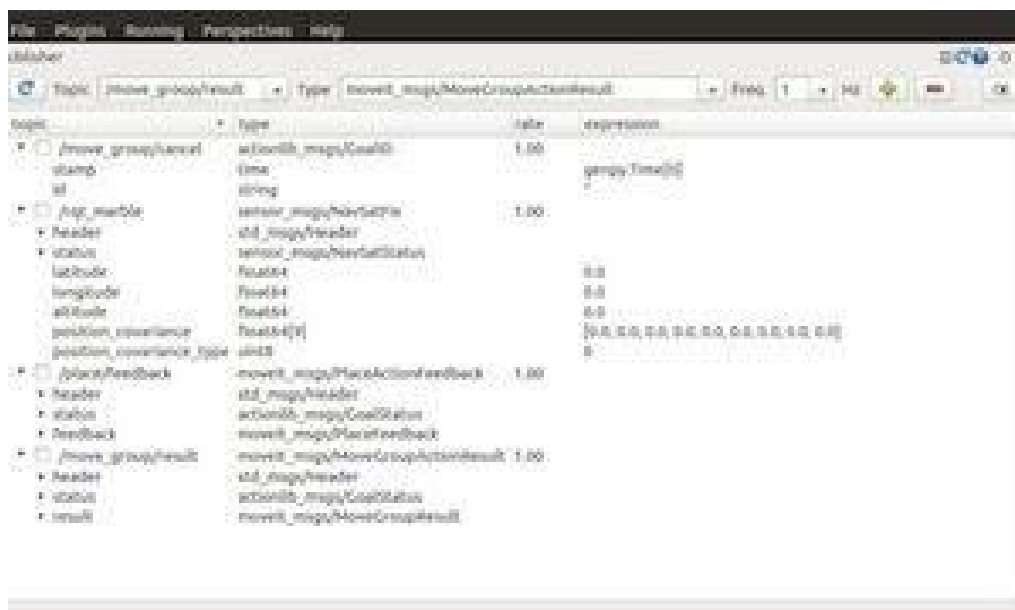 File Plugins Running Perspectives Help
ublisher
Topic /move_group/result Type moveit_msgs/MoveGroupActionResult Freq. 1 Hz
topic type rate expression
/move_group/cancel actionlib_msgs/GoalID 1.00
stamp time genpy.Time[0]
id string
/rqt_marble sensor_msgs/NavSatFix 1.00
header std_msgs/Header
status sensor_msgs/NavSatStatus
latitude float64 0.0
longitude float64 0.0
altitude float64 0.0
position_covariance float64[9] [0.0, 0.0, 0.0, 0.0, 0.0, 0.0, 0.0, 0.0, 0.0]
position_covariance_type uint8 0
/place/feedback moveit_msgs/PlaceActionFeedback 1.00
header std_msgs/Header
status actionlib_msgs/GoalStatus
feedback moveit_msgs/PlaceFeedback
/move_group/result moveit_msgs/MoveGroupActionResult 1.00
header std_msgs/Header
status actionlib_msgs/GoalStatus
result moveit_msgs/MoveGroupResult